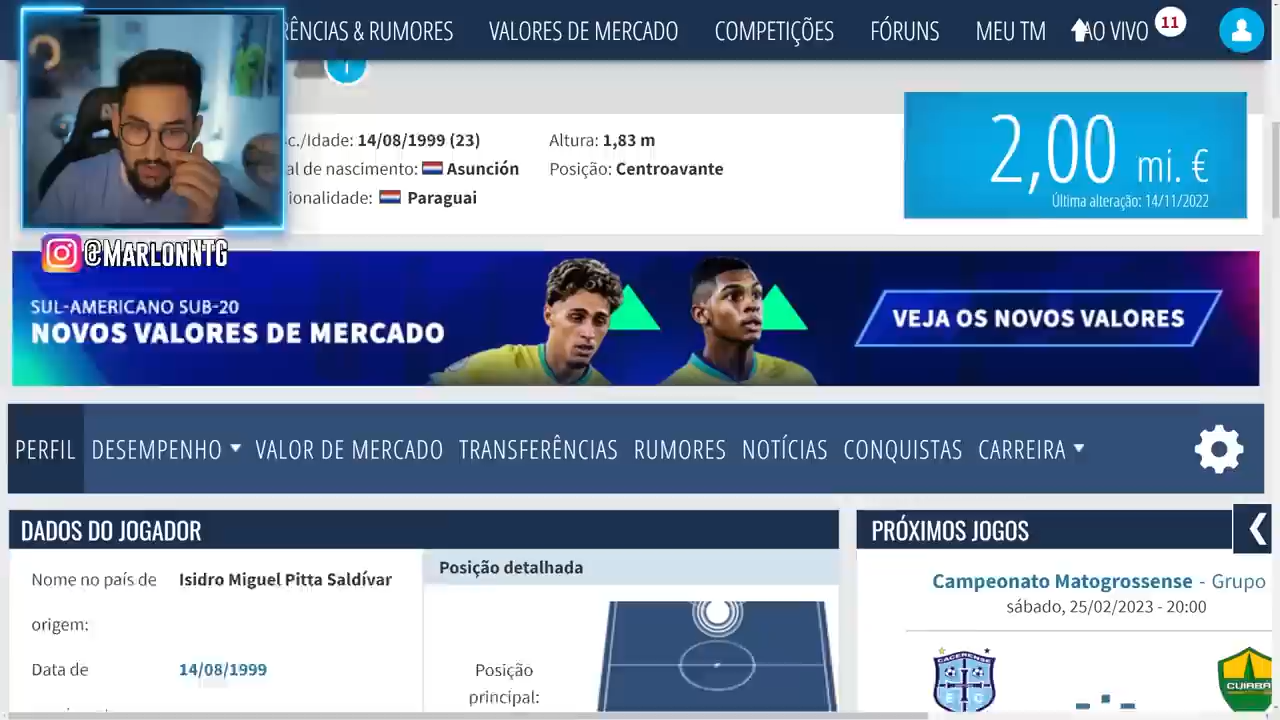 RÊNCIAS & RUMORES VALORES DE MERCADO COMPETIÇÕES FÓRUNS MEU TM AO VIVO 11
sc./Idade: 14/08/1999 (23)
al de nascimento: Asunción
ionalidade: Paraguai
Altura: 1,83 m
Posição: Centroavante
2,00 mi. €
Última alteração: 14/11/2022
@MARLONNTG
SUL-AMERICANO SUB-20
NOVOS VALORES DE MERCADO
VEJA OS NOVOS VALORES
PERFIL DESEMPENHO VALOR DE MERCADO TRANSFERÊNCIAS RUMORES NOTÍCIAS CONQUISTAS CARREIRA
DADOS DO JOGADOR
Nome no país de origem: Isidro Miguel Pitta Saldívar
Data de 14/08/1999
Posição detalhada
Posição
principal:
PRÓXIMOS JOGOS
Campeonato Matogrossense - Grupo
sábado, 25/02/2023 - 20:00
CACERENSE
E C
CUIABÁ